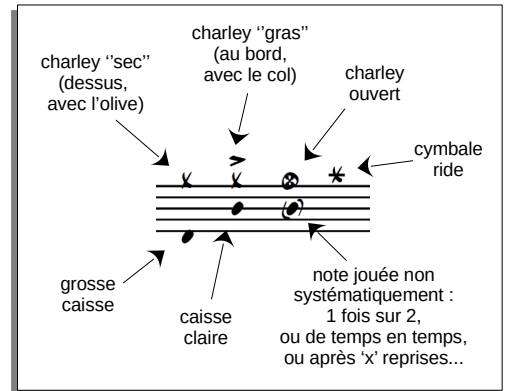 charley ‘’gras’’
(au bord,
avec le col)
charley ‘’sec’’
(dessus,
avec l’olive)
charley
ouvert
cymbale
ride
grosse
caisse
caisse
claire
note jouée non
systématiquement :
1 fois sur 2,
ou de temps en temps,
ou après ‘x’ reprises...